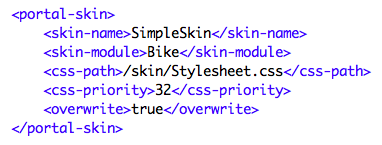 <portal-skin>
<skin-name>SimpleSkin</skin-name>
<skin-module>Bike</skin-module>
<css-path>/skin/Stylesheet.css</css-path>
<css-priority>32</css-priority>
<overwrite>true</overwrite>
</portal-skin>